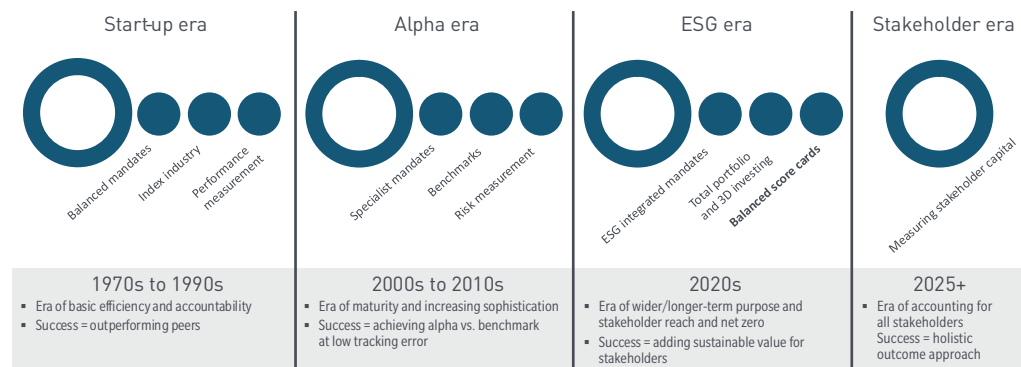 Start-up era
Balanced mandates
Index industry
Performance
measurement
1970s to 1990s
▪ Era of basic efficiency and accountability
▪ Success = outperforming peers
Alpha era
Specialist mandates
Benchmarks
Risk measurement
2000s to 2010s
▪ Era of maturity and increasing sophistication
▪ Success = achieving alpha vs. benchmark
at low tracking error
ESG era
ESG integrated mandates
Total portfolio
and 3D investing
Balanced score cards
2020s
▪ Era of wider/longer-term purpose and
stakeholder reach and net zero
▪ Success = adding sustainable value for
stakeholders
Stakeholder era
Measuring stakeholder capital
2025+
▪ Era of accounting for
all stakeholders
Success = holistic
outcome approach